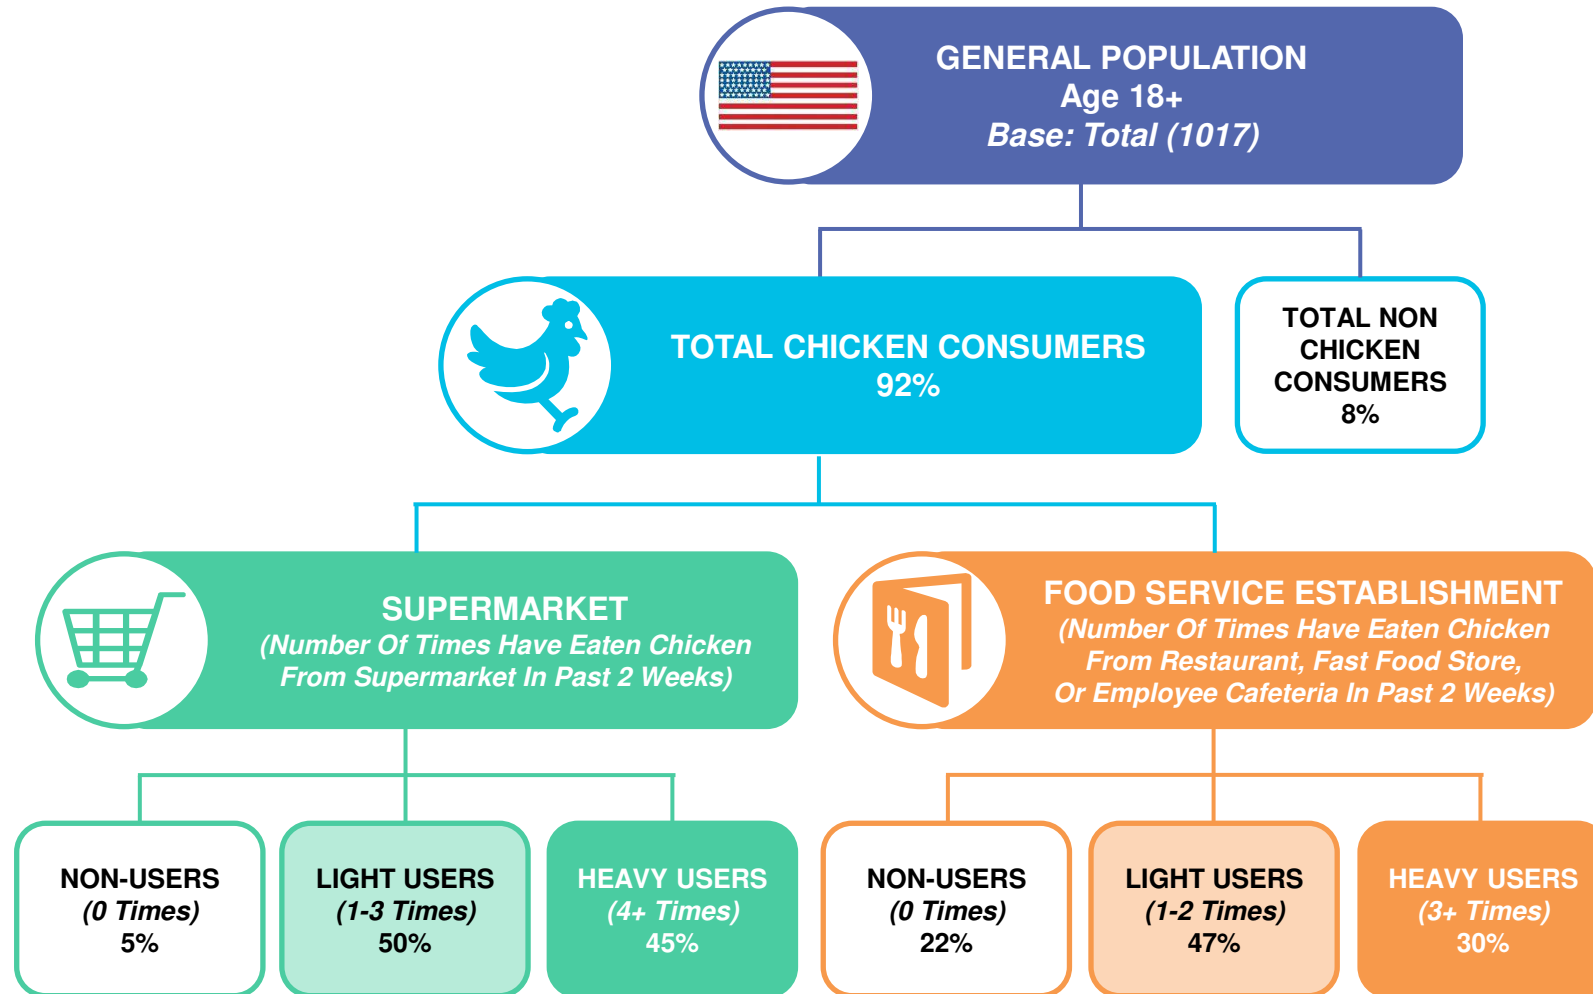 GENERAL POPULATION
Age 18+
Base: Total (1017)
TOTAL CHICKEN CONSUMERS
92%
TOTAL NON
CHICKEN
CONSUMERS
8%
SUPERMARKET
(Number Of Times Have Eaten Chicken
From Supermarket In Past 2 Weeks)
FOOD SERVICE ESTABLISHMENT
(Number Of Times Have Eaten Chicken
From Restaurant, Fast Food Store,
Or Employee Cafeteria In Past 2 Weeks)
NON-USERS
(0 Times)
5%
LIGHT USERS
(1-3 Times)
50%
HEAVY USERS
(4+ Times)
45%
NON-USERS
(0 Times)
22%
LIGHT USERS
(1-2 Times)
47%
HEAVY USERS
(3+ Times)
30%